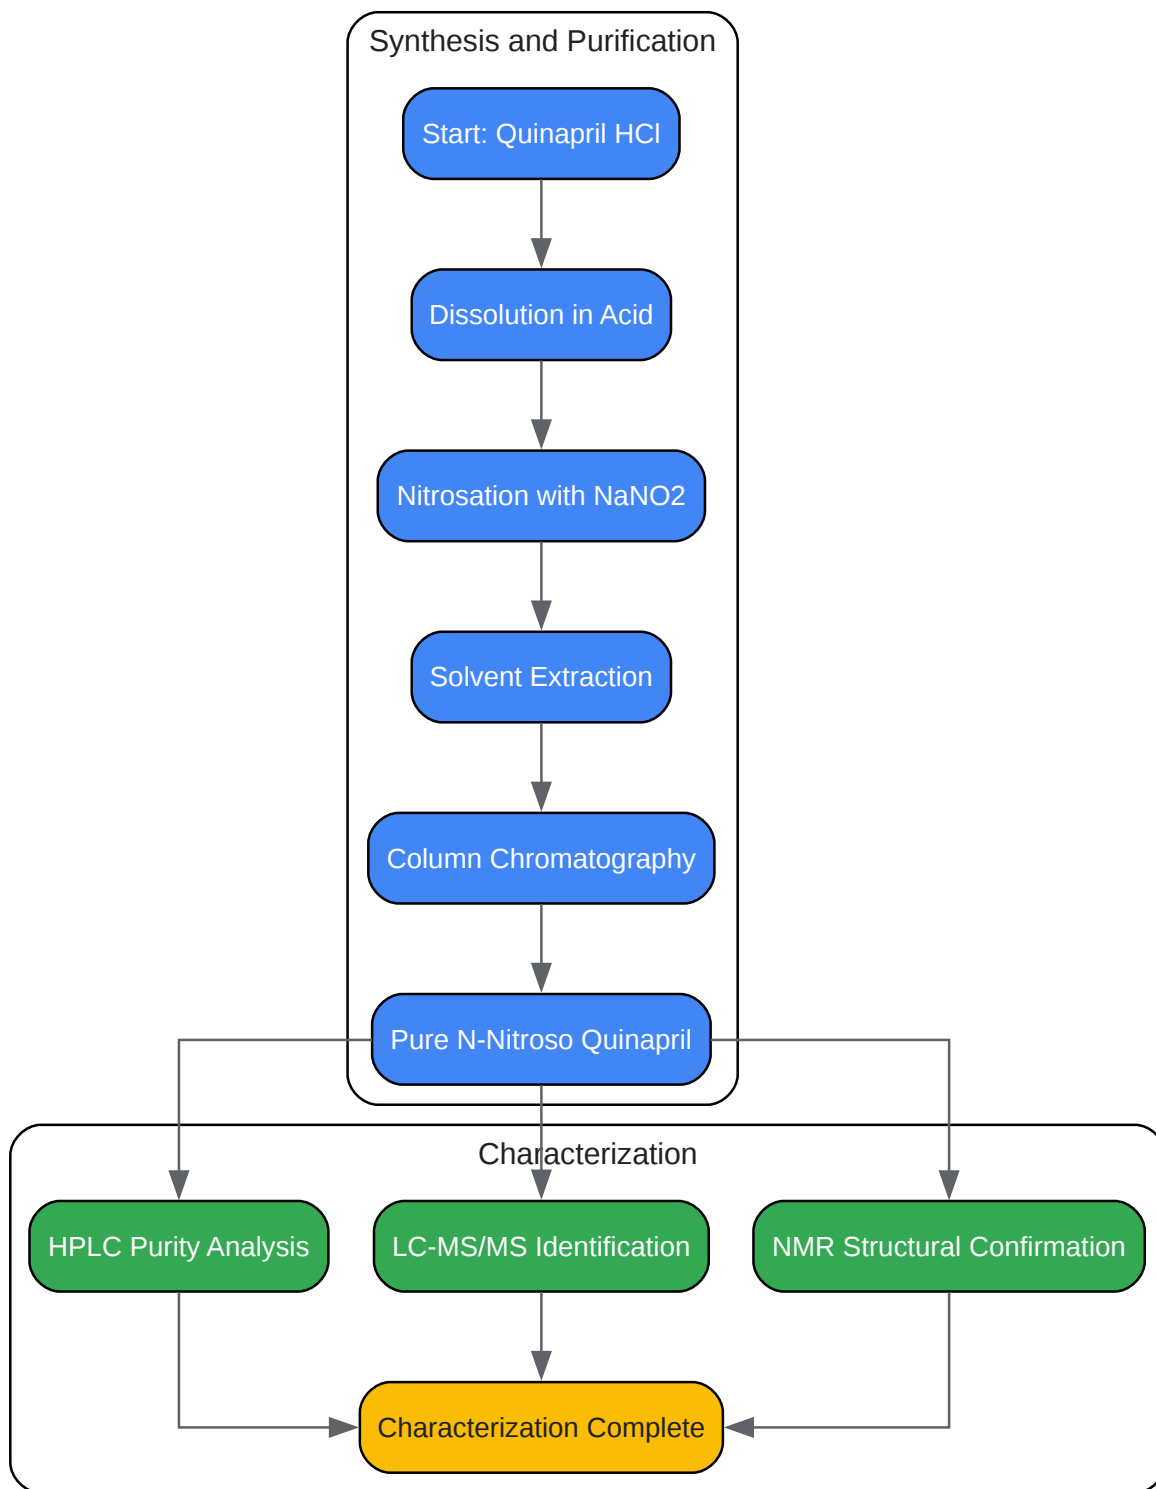 Synthesis and Purification
Start: Quinapril HCl
Dissolution in Acid
Nitrosation with NaNO2
Solvent Extraction
Column Chromatography
Pure N-Nitroso Quinapril
Characterization
HPLC Purity Analysis
LC-MS/MS Identification
NMR Structural Confirmation
Characterization Complete